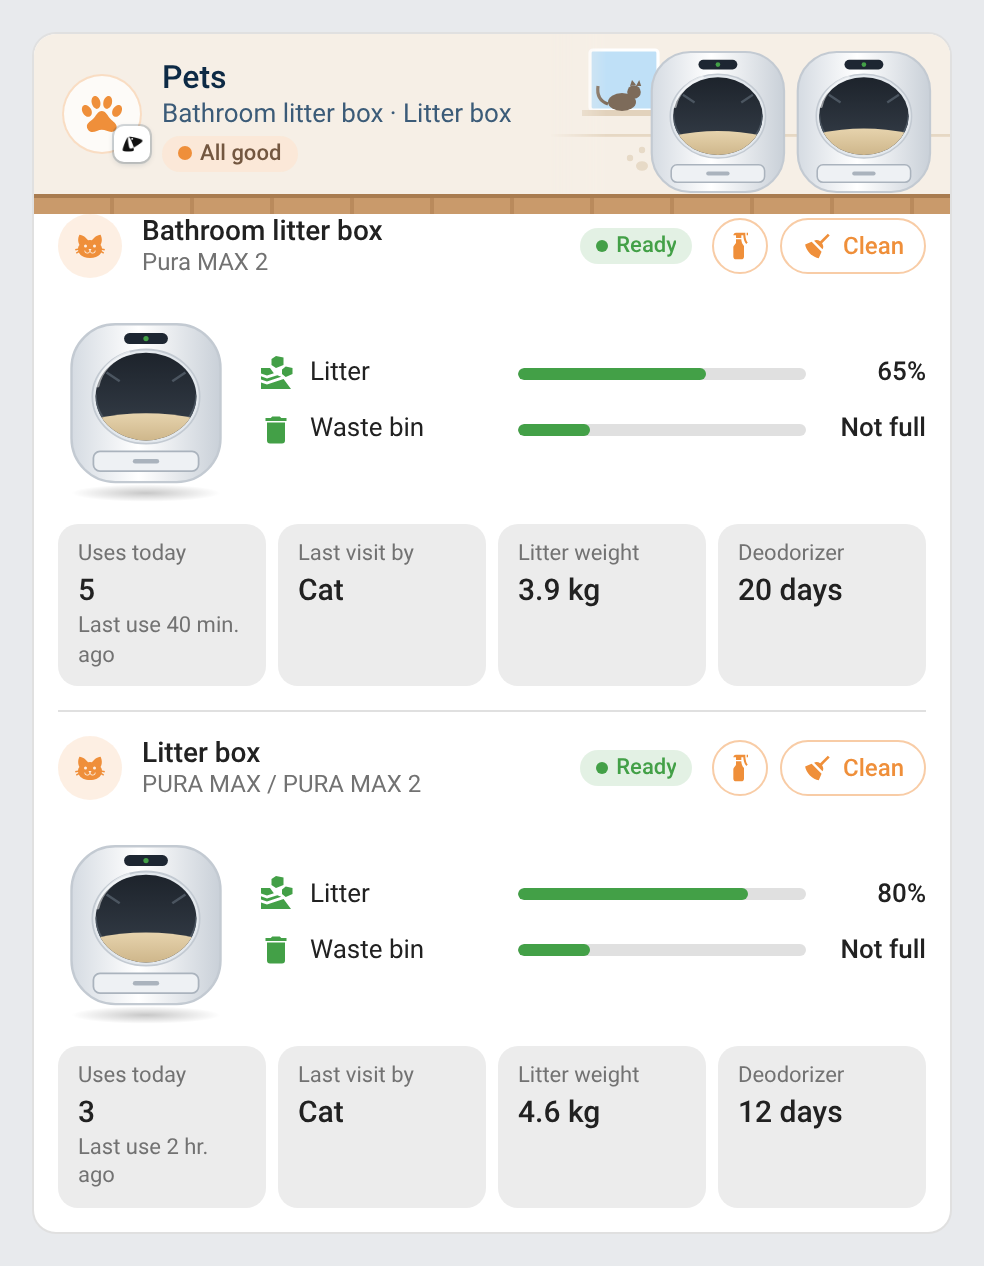 Pets
Bathroom litter box · Litter box
All good
Bathroom litter box
Pura MAX 2
Ready
Clean
Litter
65%
Waste bin
Not full
Uses today
5
Last use 40 min.
ago
Last visit by
Cat
Litter weight
3.9 kg
Deodorizer
20 days
Litter box
PURA MAX / PURA MAX 2
Ready
Clean
Litter
80%
Waste bin
Not full
Uses today
3
Last use 2 hr.
ago
Last visit by
Cat
Litter weight
4.6 kg
Deodorizer
12 days